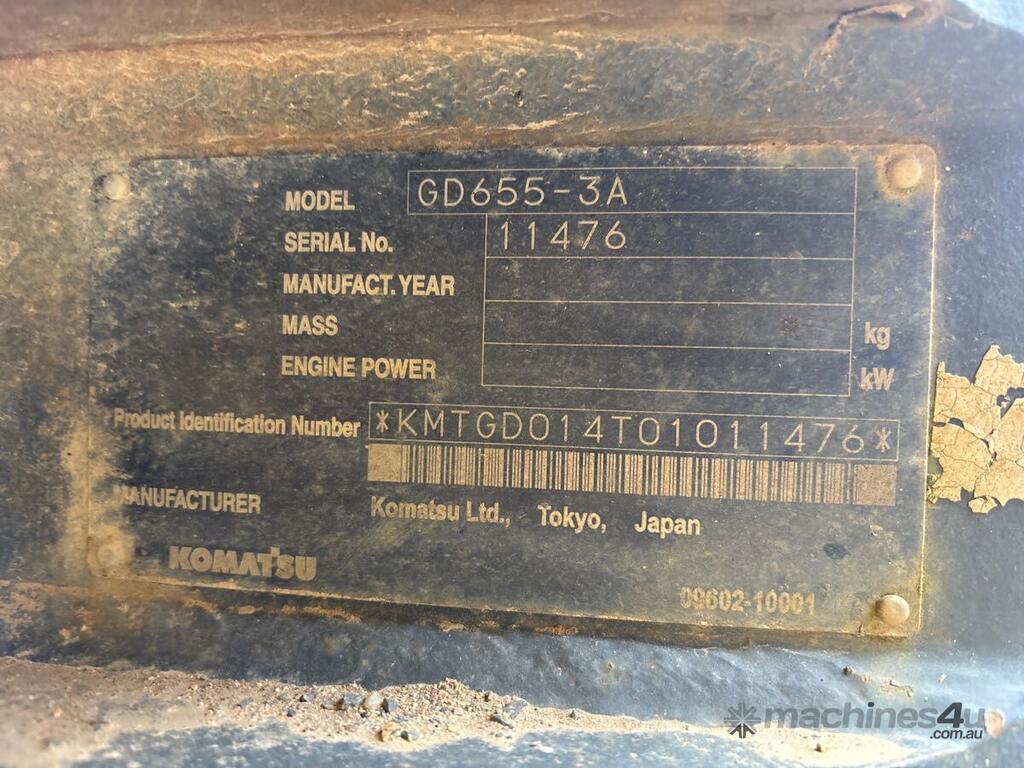 MODEL GD655-3A
SERIAL No. 11476
MANUFACT. YEAR
MASS kg
ENGINE POWER kW
Product Identification Number *KMTGD014T01011476*
MANUFACTURER Komatsu Ltd., Tokyo, Japan
KOMATSU
09602-10001
machines4u
.com.au